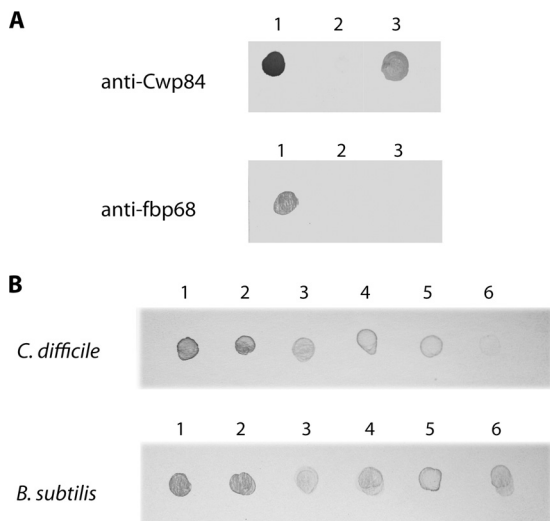 A
1 2 3
anti-Cwp84
1 2 3
anti-fbp68
B
1 2 3 4 5 6
C. difficile
1 2 3 4 5 6
B. subtilis